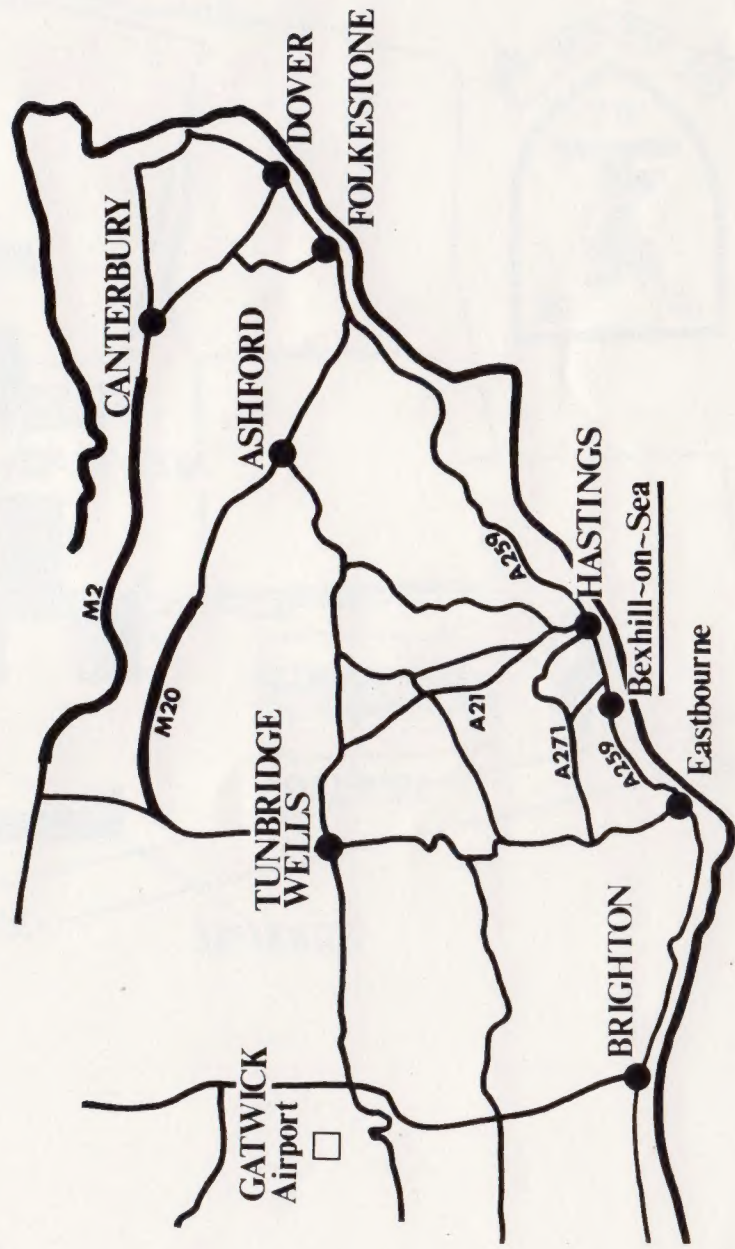 M2
CANTERBURY
DOVER
FOLKESTONE
ASHFORD
M20
TUNBRIDGE
WELLS
GATWICK
Airport
A21
A259
HASTINGS
A271
Bexhill~on~Sea
A259
Eastbourne
BRIGHTON